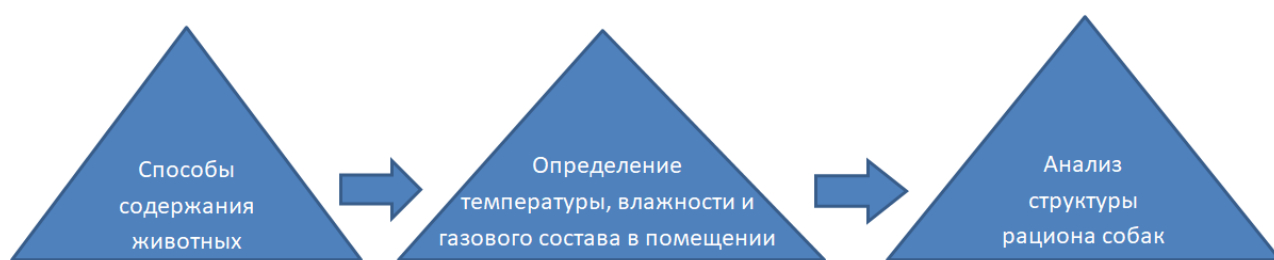 Способы
содержания
животных
Определение
температуры, влажности и
газового состава в помещении
Анализ
структуры
рациона собак